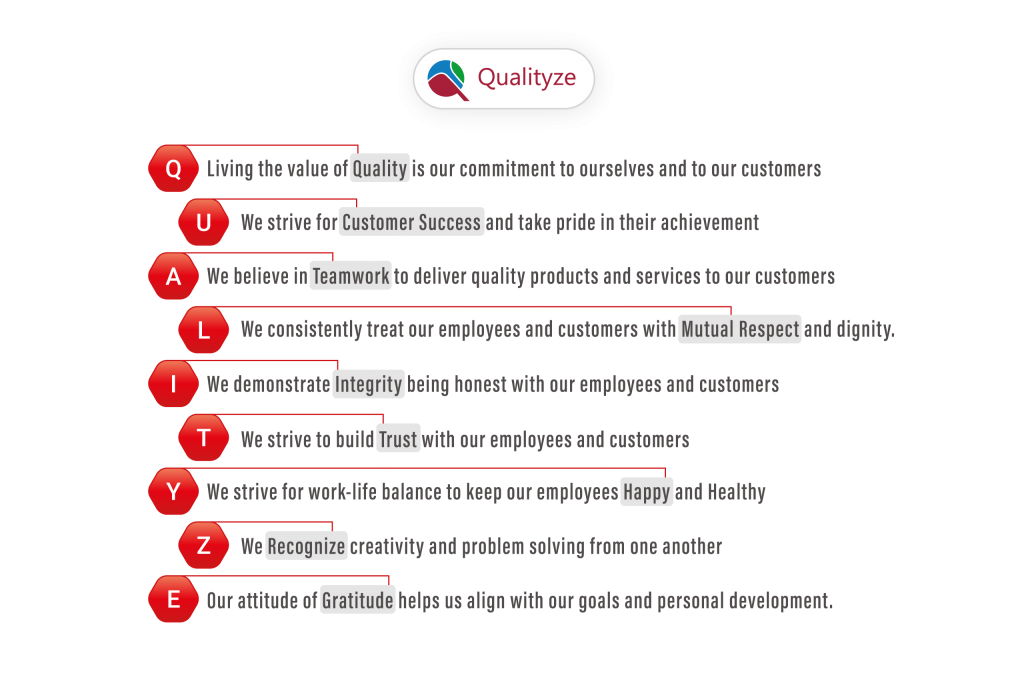 Qualityze
Q Living the value of Quality is our commitment to ourselves and to our customers
U We strive for Customer Success and take pride in their achievement
A We believe in Teamwork to deliver quality products and services to our customers
L We consistently treat our employees and customers with Mutual Respect and dignity.
I We demonstrate Integrity being honest with our employees and customers
T We strive to build Trust with our employees and customers
Y We strive for work-life balance to keep our employees Happy and Healthy
Z We Recognize creativity and problem solving from one another
E Our attitude of Gratitude helps us align with our goals and personal development.